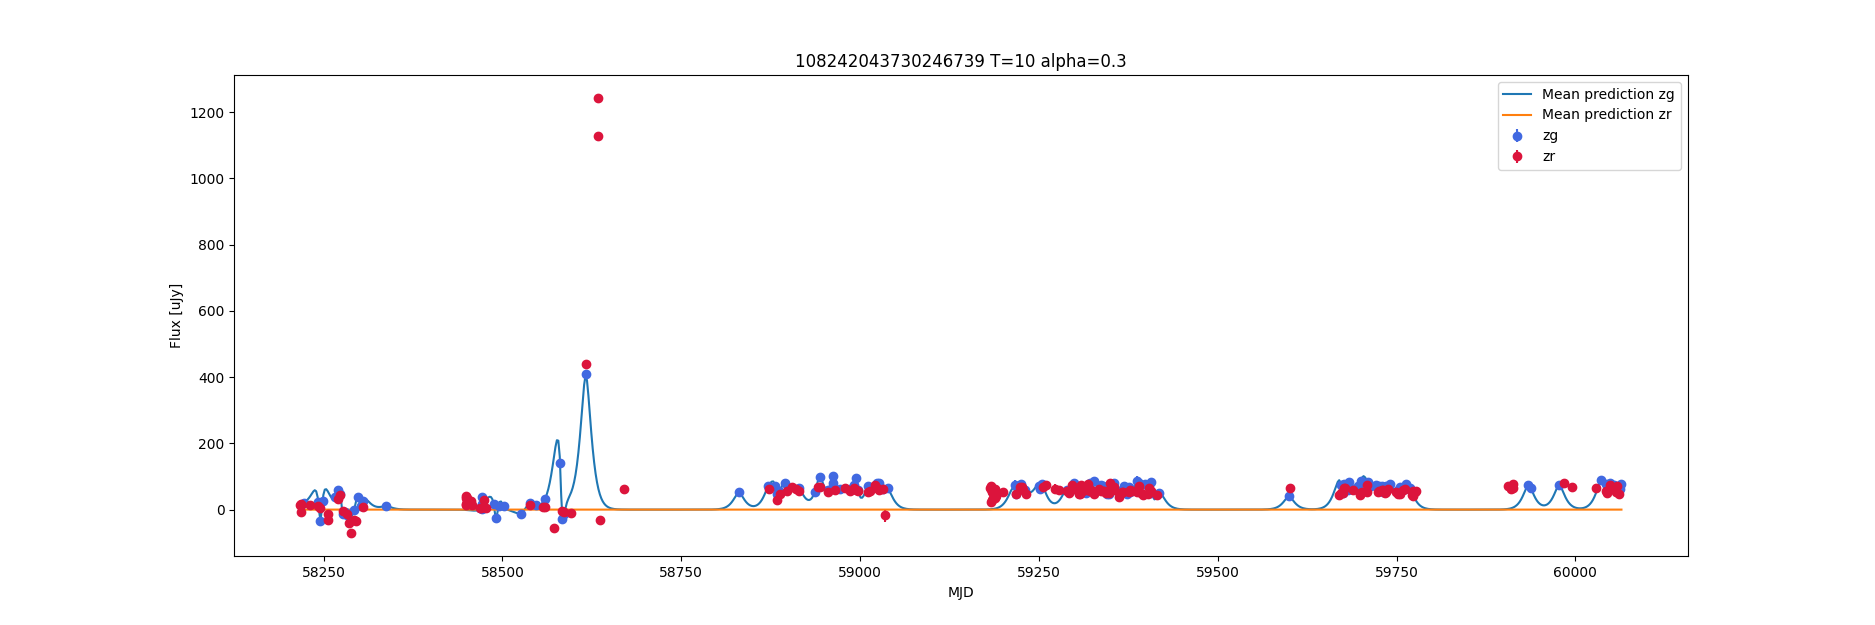 108242043730246739 T=10 alpha=0.3
Mean prediction zg
Mean prediction zr
zg
zr
Flux [uJy]
1200
1000
800
600
400
200
0
58250 58500 58750 59000 59250 59500 59750 60000
MJD